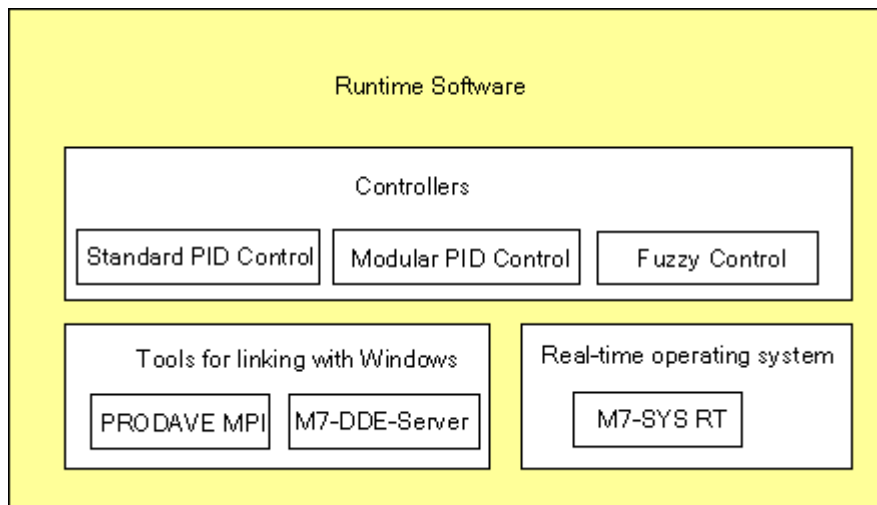 Runtime Software
Controllers
Standard PID Control
Modular PID Control
Fuzzy Control
Tools for linking with Windows
PRODAVE MPI
M7-DDE-Server
Real-time operating system
M7-SYS RT